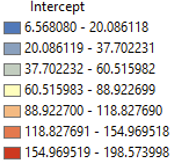 Intercept
6.568080 - 20.086118
20.086119 - 37.702231
37.702232 - 60.515982
60.515983 - 88.922699
88.922700 - 118.827690
118.827691 - 154.969518
154.969519 - 198.573998